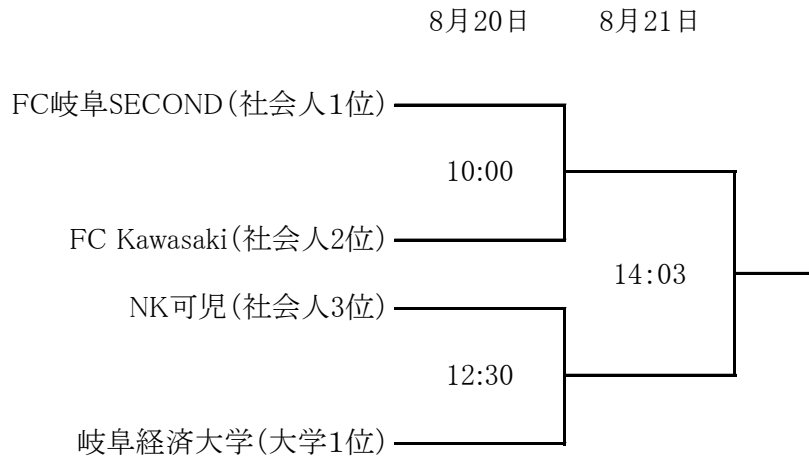 8月20日 8月21日
FC岐阜SECOND(社会人1位)
10:00
FC Kawasaki(社会人2位)
14:03
NK可児(社会人3位)
12:30
岐阜経済大学(大学1位)